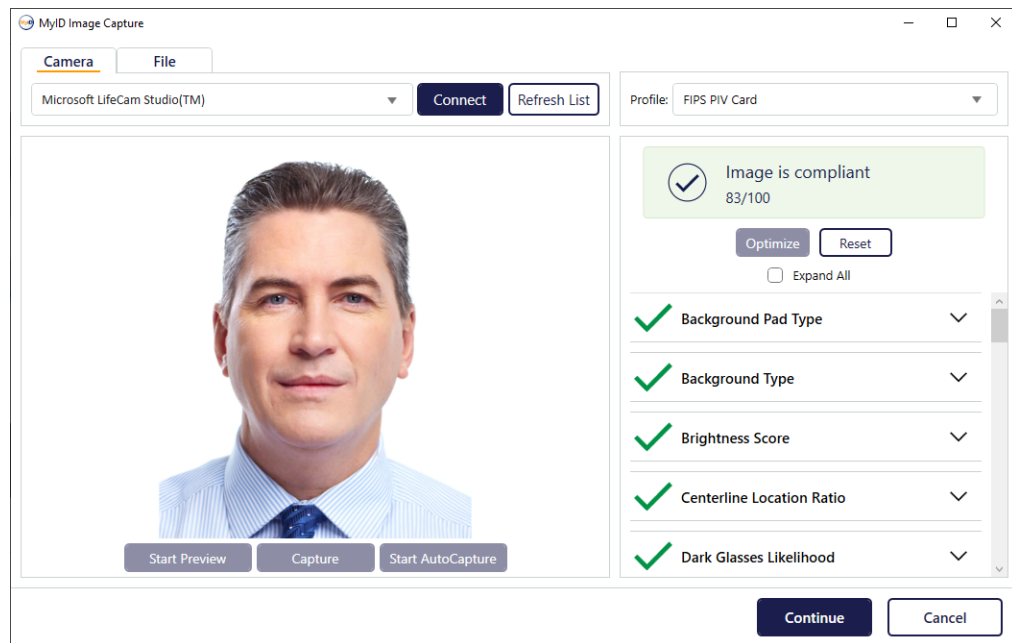 MyID Image Capture
Camera File
Microsoft LifeCam Studio(TM) Connect Refresh List
Profile: FIPS PIV Card
Image is compliant
83/100
Optimize Reset
Expand All
Background Pad Type
Background Type
Brightness Score
Centerline Location Ratio
Dark Glasses Likelihood
Start Preview Capture Start AutoCapture
Continue Cancel